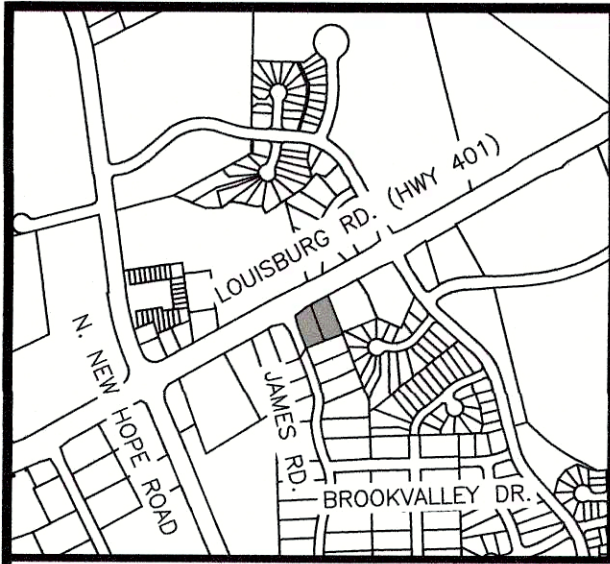 LOUISBURG RD. (HWY 401)
N. NEW HOPE ROAD
JAMES RD.
BROOKVALLEY DR.